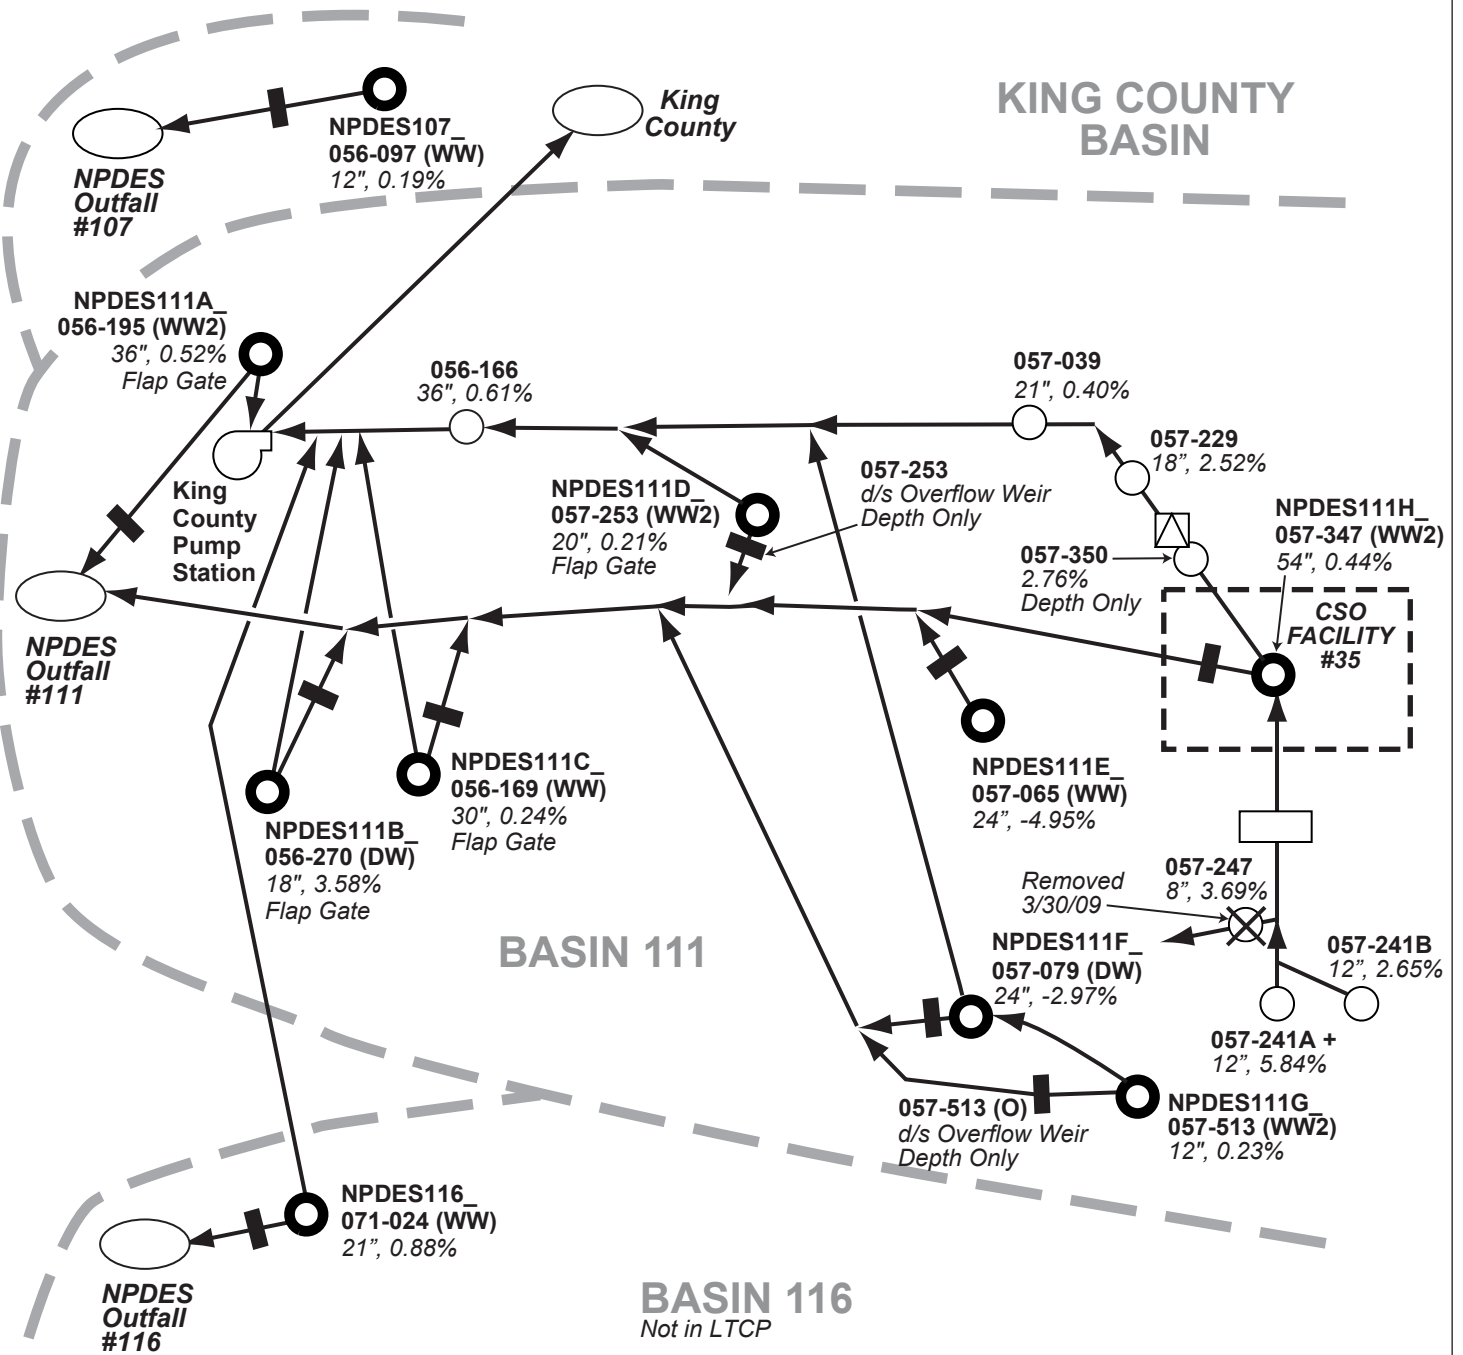 KING COUNTY
BASIN
King
County
NPDES107_
056-097 (WW)
12", 0.19%
NPDES
Outfall
#107
NPDES111A_
056-195 (WW2)
36", 0.52%
Flap Gate
056-166
36", 0.61%
057-039
21", 0.40%
057-229
18”, 2.52%
King
County
Pump
Station
NPDES111D_
057-253 (WW2)
20", 0.21%
Flap Gate
057-253
d/s Overflow Weir
Depth Only
NPDES111H_
057-347 (WW2)
54", 0.44%
057-350
2.76%
Depth Only
CSO
FACILITY
#35
NPDES
Outfall
#111
NPDES111C_
056-169 (WW)
30", 0.24%
Flap Gate
NPDES111E_
057-065 (WW)
24”, -4.95%
NPDES111B_
056-270 (DW)
18", 3.58%
Flap Gate
Removed
3/30/09
057-247
8”, 3.69%
BASIN 111
NPDES111F_
057-079 (DW)
24", -2.97%
057-241B
12”, 2.65%
057-241A +
12”, 5.84%
057-513 (O)
d/s Overflow Weir
Depth Only
NPDES111G_
057-513 (WW2)
12", 0.23%
NPDES116_
071-024 (WW)
21”, 0.88%
NPDES
Outfall
#116
BASIN 116
Not in LTCP